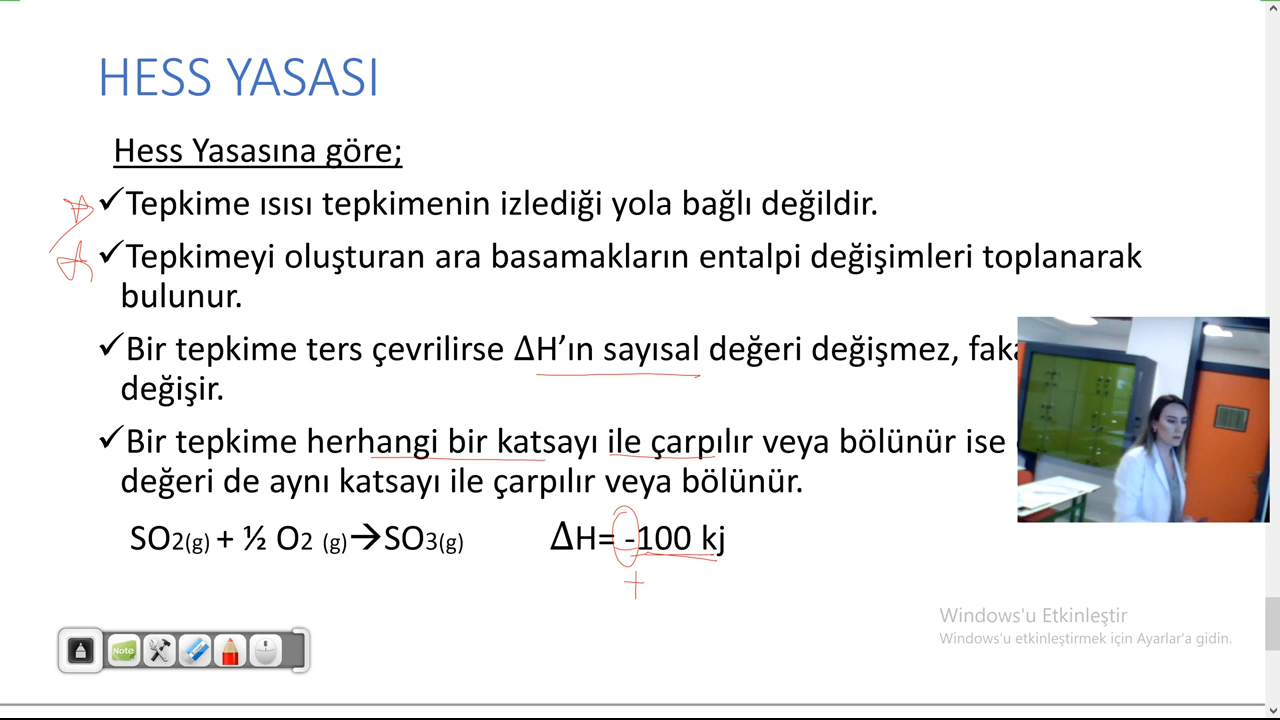 HESS YASASI
Hess Yasasına göre;
✓Tepkime ısısı tepkimenin izlediği yola bağlı değildir.
✓Tepkimeyi oluşturan ara basamakların entalpi değişimleri toplanarak
bulunur.
✓Bir tepkime ters çevrilirse ΔH’ın sayısal değeri değişmez,
değişir.
✓Bir tepkime herhangi bir katsayı ile çarpılır veya bölünür ise
değeri de aynı katsayı ile çarpılır veya bölünür.
SO2(g) + ½ O2 (g)→SO3(g) ΔH= -100 kj
+
Note
Windows'u Etkinleştir
Windows'u etkinleştirmek için Ayarlar'a gidin.